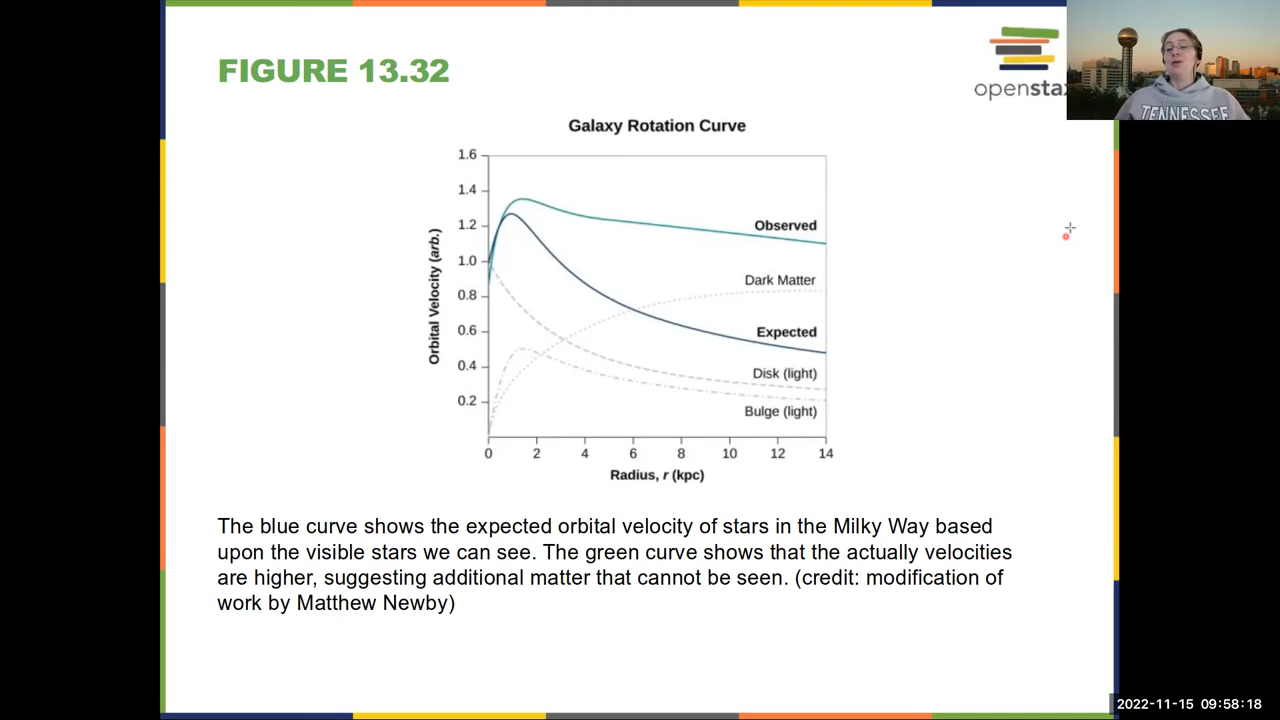 FIGURE 13.32
openstax
TENNESSEE
Galaxy Rotation Curve
1.6
1.4
1.2
1.0
0.8
0.6
0.4
0.2
Orbital Velocity (arb.)
Observed
Dark Matter
Expected
Disk (light)
Bulge (light)
0 2 4 6 8 10 12 14
Radius, r (kpc)
The blue curve shows the expected orbital velocity of stars in the Milky Way based
upon the visible stars we can see. The green curve shows that the actually velocities
are higher, suggesting additional matter that cannot be seen. (credit: modification of
work by Matthew Newby)
2022-11-15 09:58:18